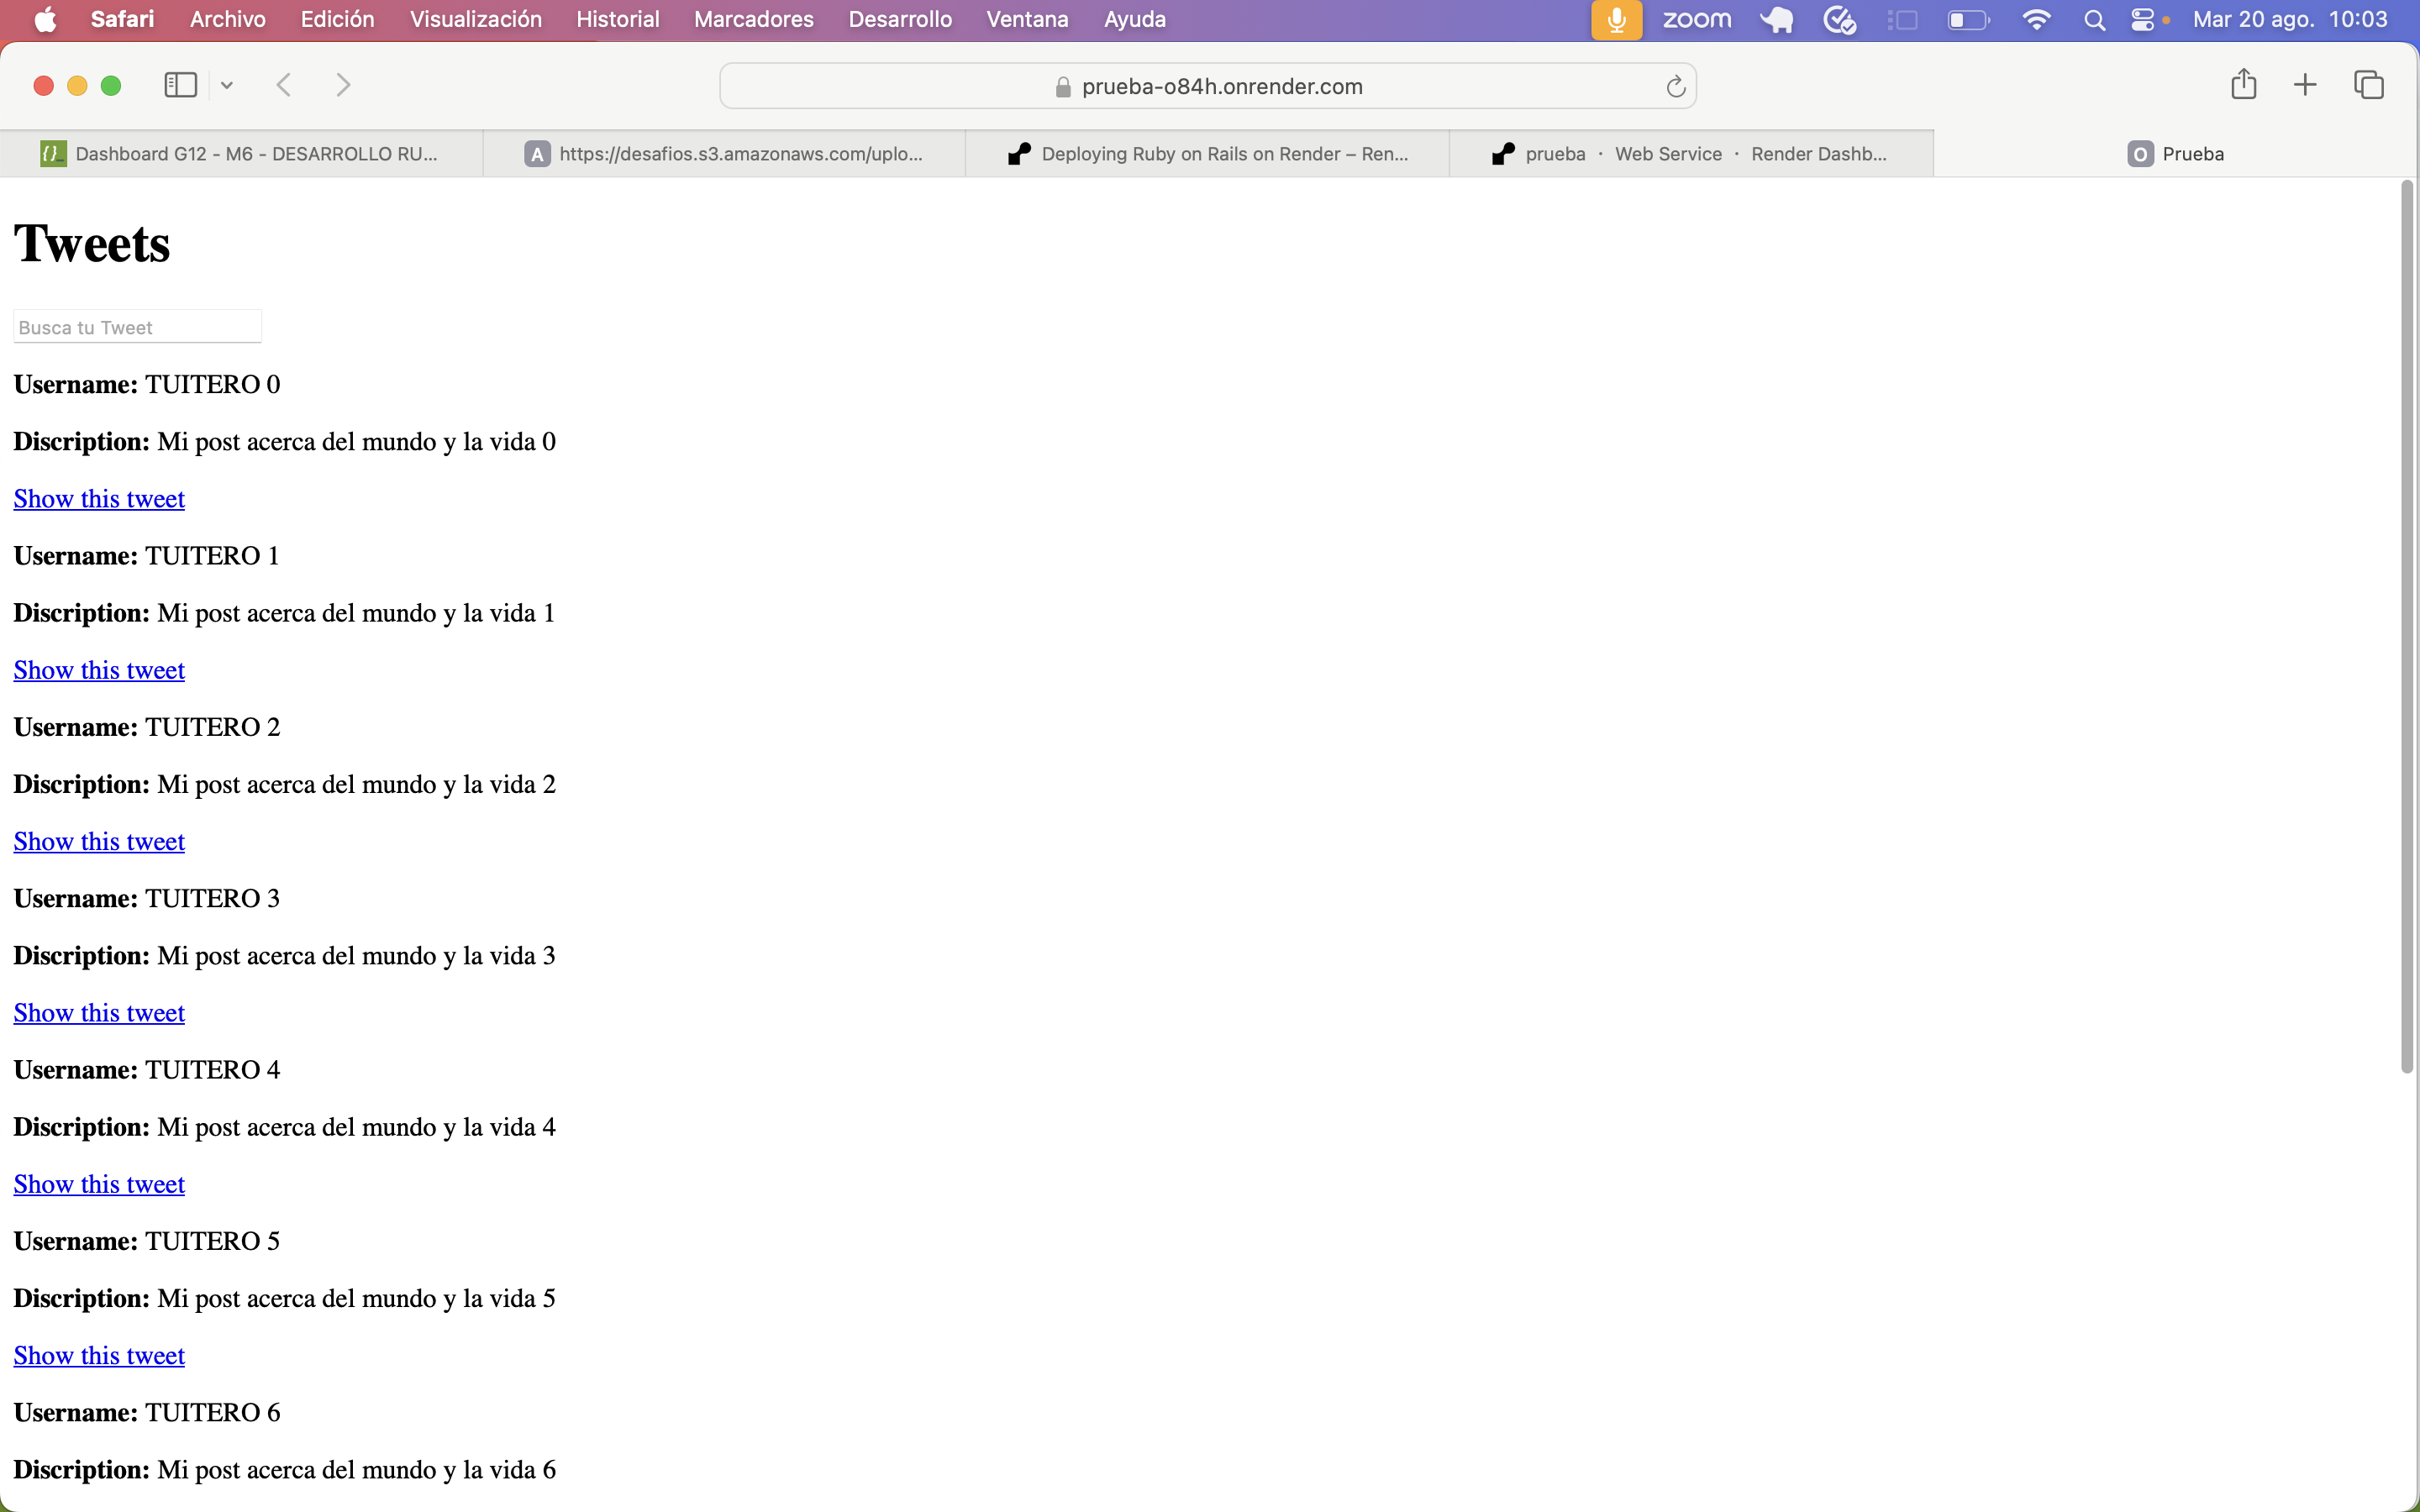 Safari Archivo Edición Visualización Historial Marcadores Desarrollo Ventana Ayuda zoom Mar 20 ago. 10:03
prueba-o84h.onrender.com
{}_ Dashboard G12 - M6 - DESARROLLO RU... A https://desafios.s3.amazonaws.com/uplo... Deploying Ruby on Rails on Render – Ren... prueba · Web Service · Render Dashb... O Prueba
Tweets
Busca tu Tweet
Username: TUITERO 0
Discription: Mi post acerca del mundo y la vida 0
Show this tweet
Username: TUITERO 1
Discription: Mi post acerca del mundo y la vida 1
Show this tweet
Username: TUITERO 2
Discription: Mi post acerca del mundo y la vida 2
Show this tweet
Username: TUITERO 3
Discription: Mi post acerca del mundo y la vida 3
Show this tweet
Username: TUITERO 4
Discription: Mi post acerca del mundo y la vida 4
Show this tweet
Username: TUITERO 5
Discription: Mi post acerca del mundo y la vida 5
Show this tweet
Username: TUITERO 6
Discription: Mi post acerca del mundo y la vida 6